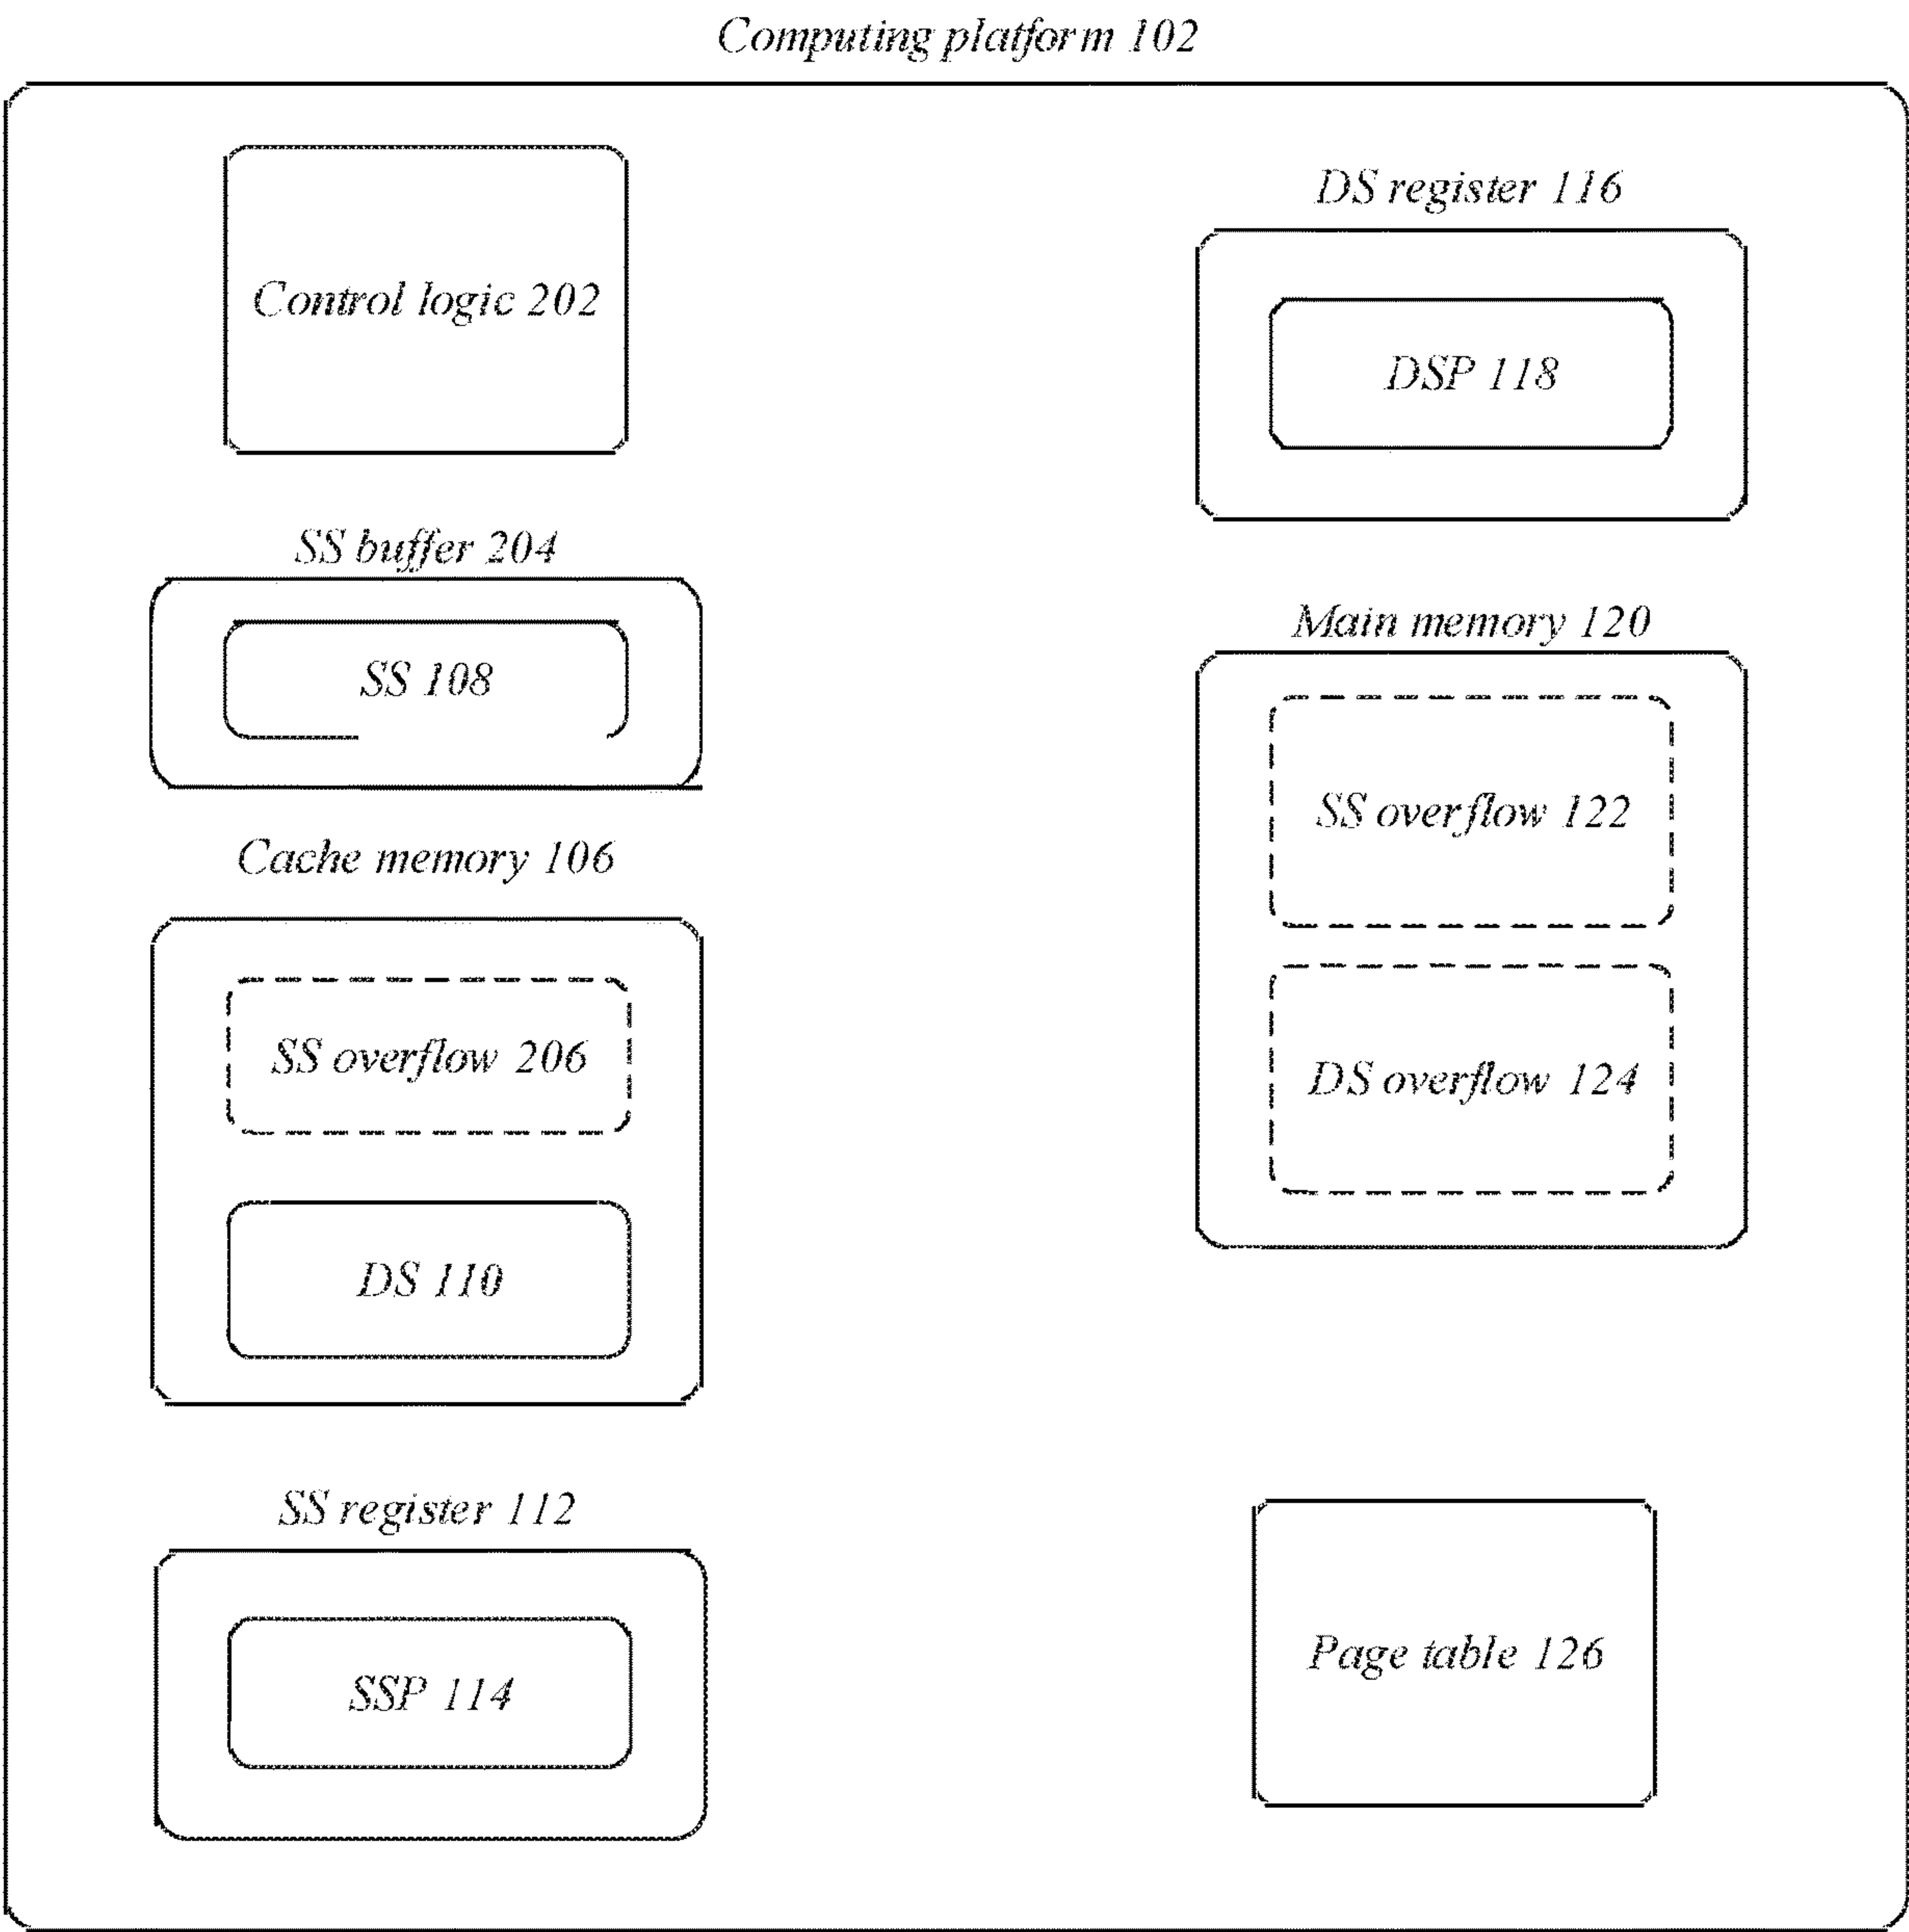 Computing platform 102
Control logic 202
SS buffer 204
SS 108
Cache memory 106
SS overflow 206
DS 110
SS register 112
SSP 114
DS register 116
DSP 118
Main memory 120
SS overflow 122
DS overflow 124
Page table 126